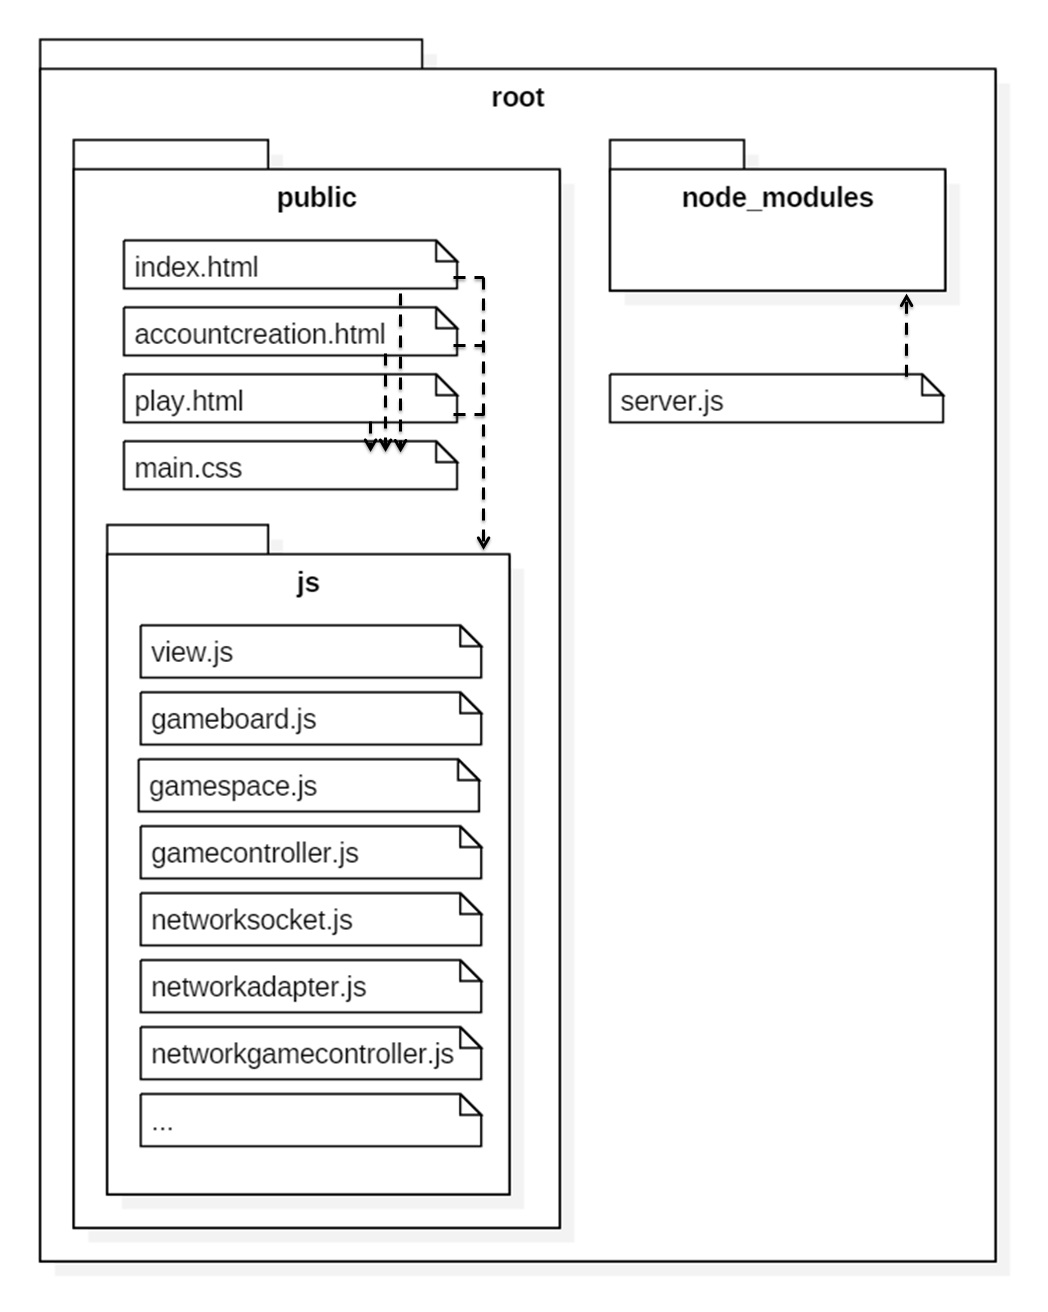 root
public
index.html
accountcreation.html
play.html
main.css
js
view.js
gameboard.js
gamespace.js
gamecontroller.js
networksocket.js
networkadapter.js
networkgamecontroller.js
...
node_modules
server.js